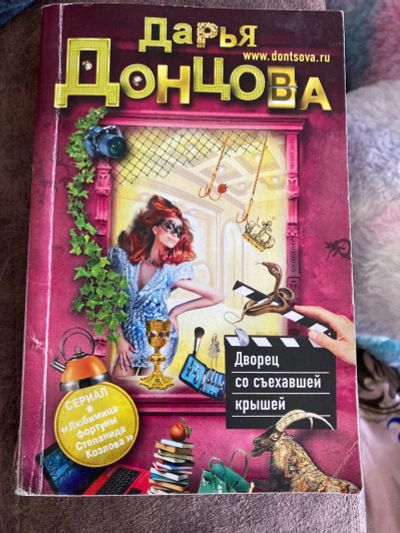 Дарья
www.dontsova.ru
Донцова
Дворец
со съехавшей
крышей
СЕРИАЛ
«Любимица
фортуны
Степанида
Козлова»